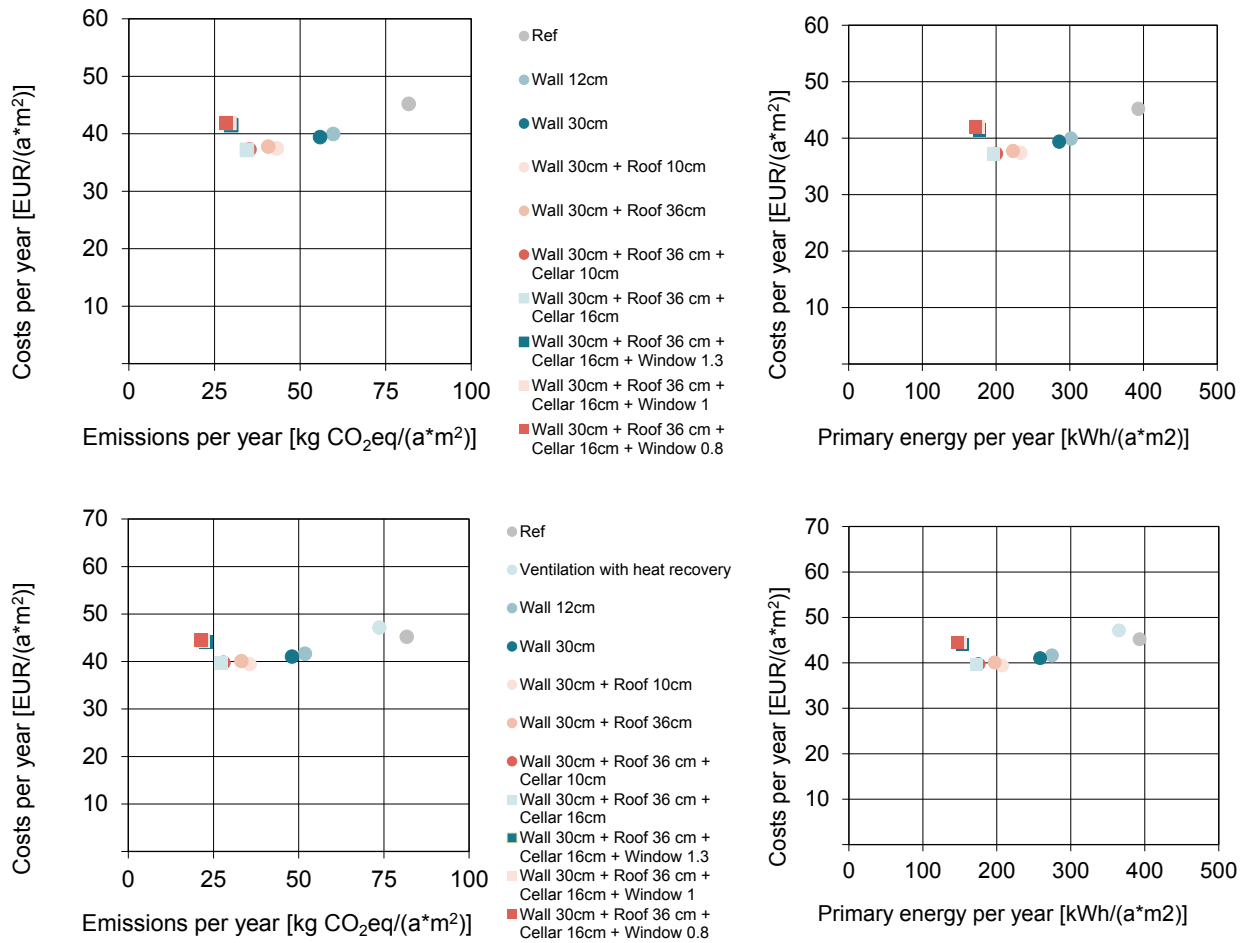 Costs per year [EUR/(a*m²)]
60
50
40
30
20
10
0
25
50
75
100
Emissions per year [kg CO₂eq/(a*m²)]
Ref
Wall 12cm
Wall 30cm
Wall 30cm + Roof 10cm
Wall 30cm + Roof 36cm
Wall 30cm + Roof 36 cm +
Cellar 10cm
Wall 30cm + Roof 36 cm +
Cellar 16cm
Wall 30cm + Roof 36 cm +
Cellar 16cm + Window 1.3
Wall 30cm + Roof 36 cm +
Cellar 16cm + Window 1
Wall 30cm + Roof 36 cm +
Cellar 16cm + Window 0.8
Costs per year [EUR/(a*m²)]
60
50
40
30
20
10
0
100
200
300
400
500
Primary energy per year [kWh/(a*m2)]
Costs per year [EUR/(a*m²)]
70
60
50
40
30
20
10
0
25
50
75
100
Emissions per year [kg CO₂eq/(a*m²)]
Ref
Ventilation with heat recovery
Wall 12cm
Wall 30cm
Wall 30cm + Roof 10cm
Wall 30cm + Roof 36cm
Wall 30cm + Roof 36 cm +
Cellar 10cm
Wall 30cm + Roof 36 cm +
Cellar 16cm
Wall 30cm + Roof 36 cm +
Cellar 16cm + Window 1.3
Wall 30cm + Roof 36 cm +
Cellar 16cm + Window 1
Wall 30cm + Roof 36 cm +
Cellar 16cm + Window 0.8
Costs per year [EUR/(a*m²)]
70
60
50
40
30
20
10
0
100
200
300
400
500
Primary energy per year [kWh/(a*m2)]